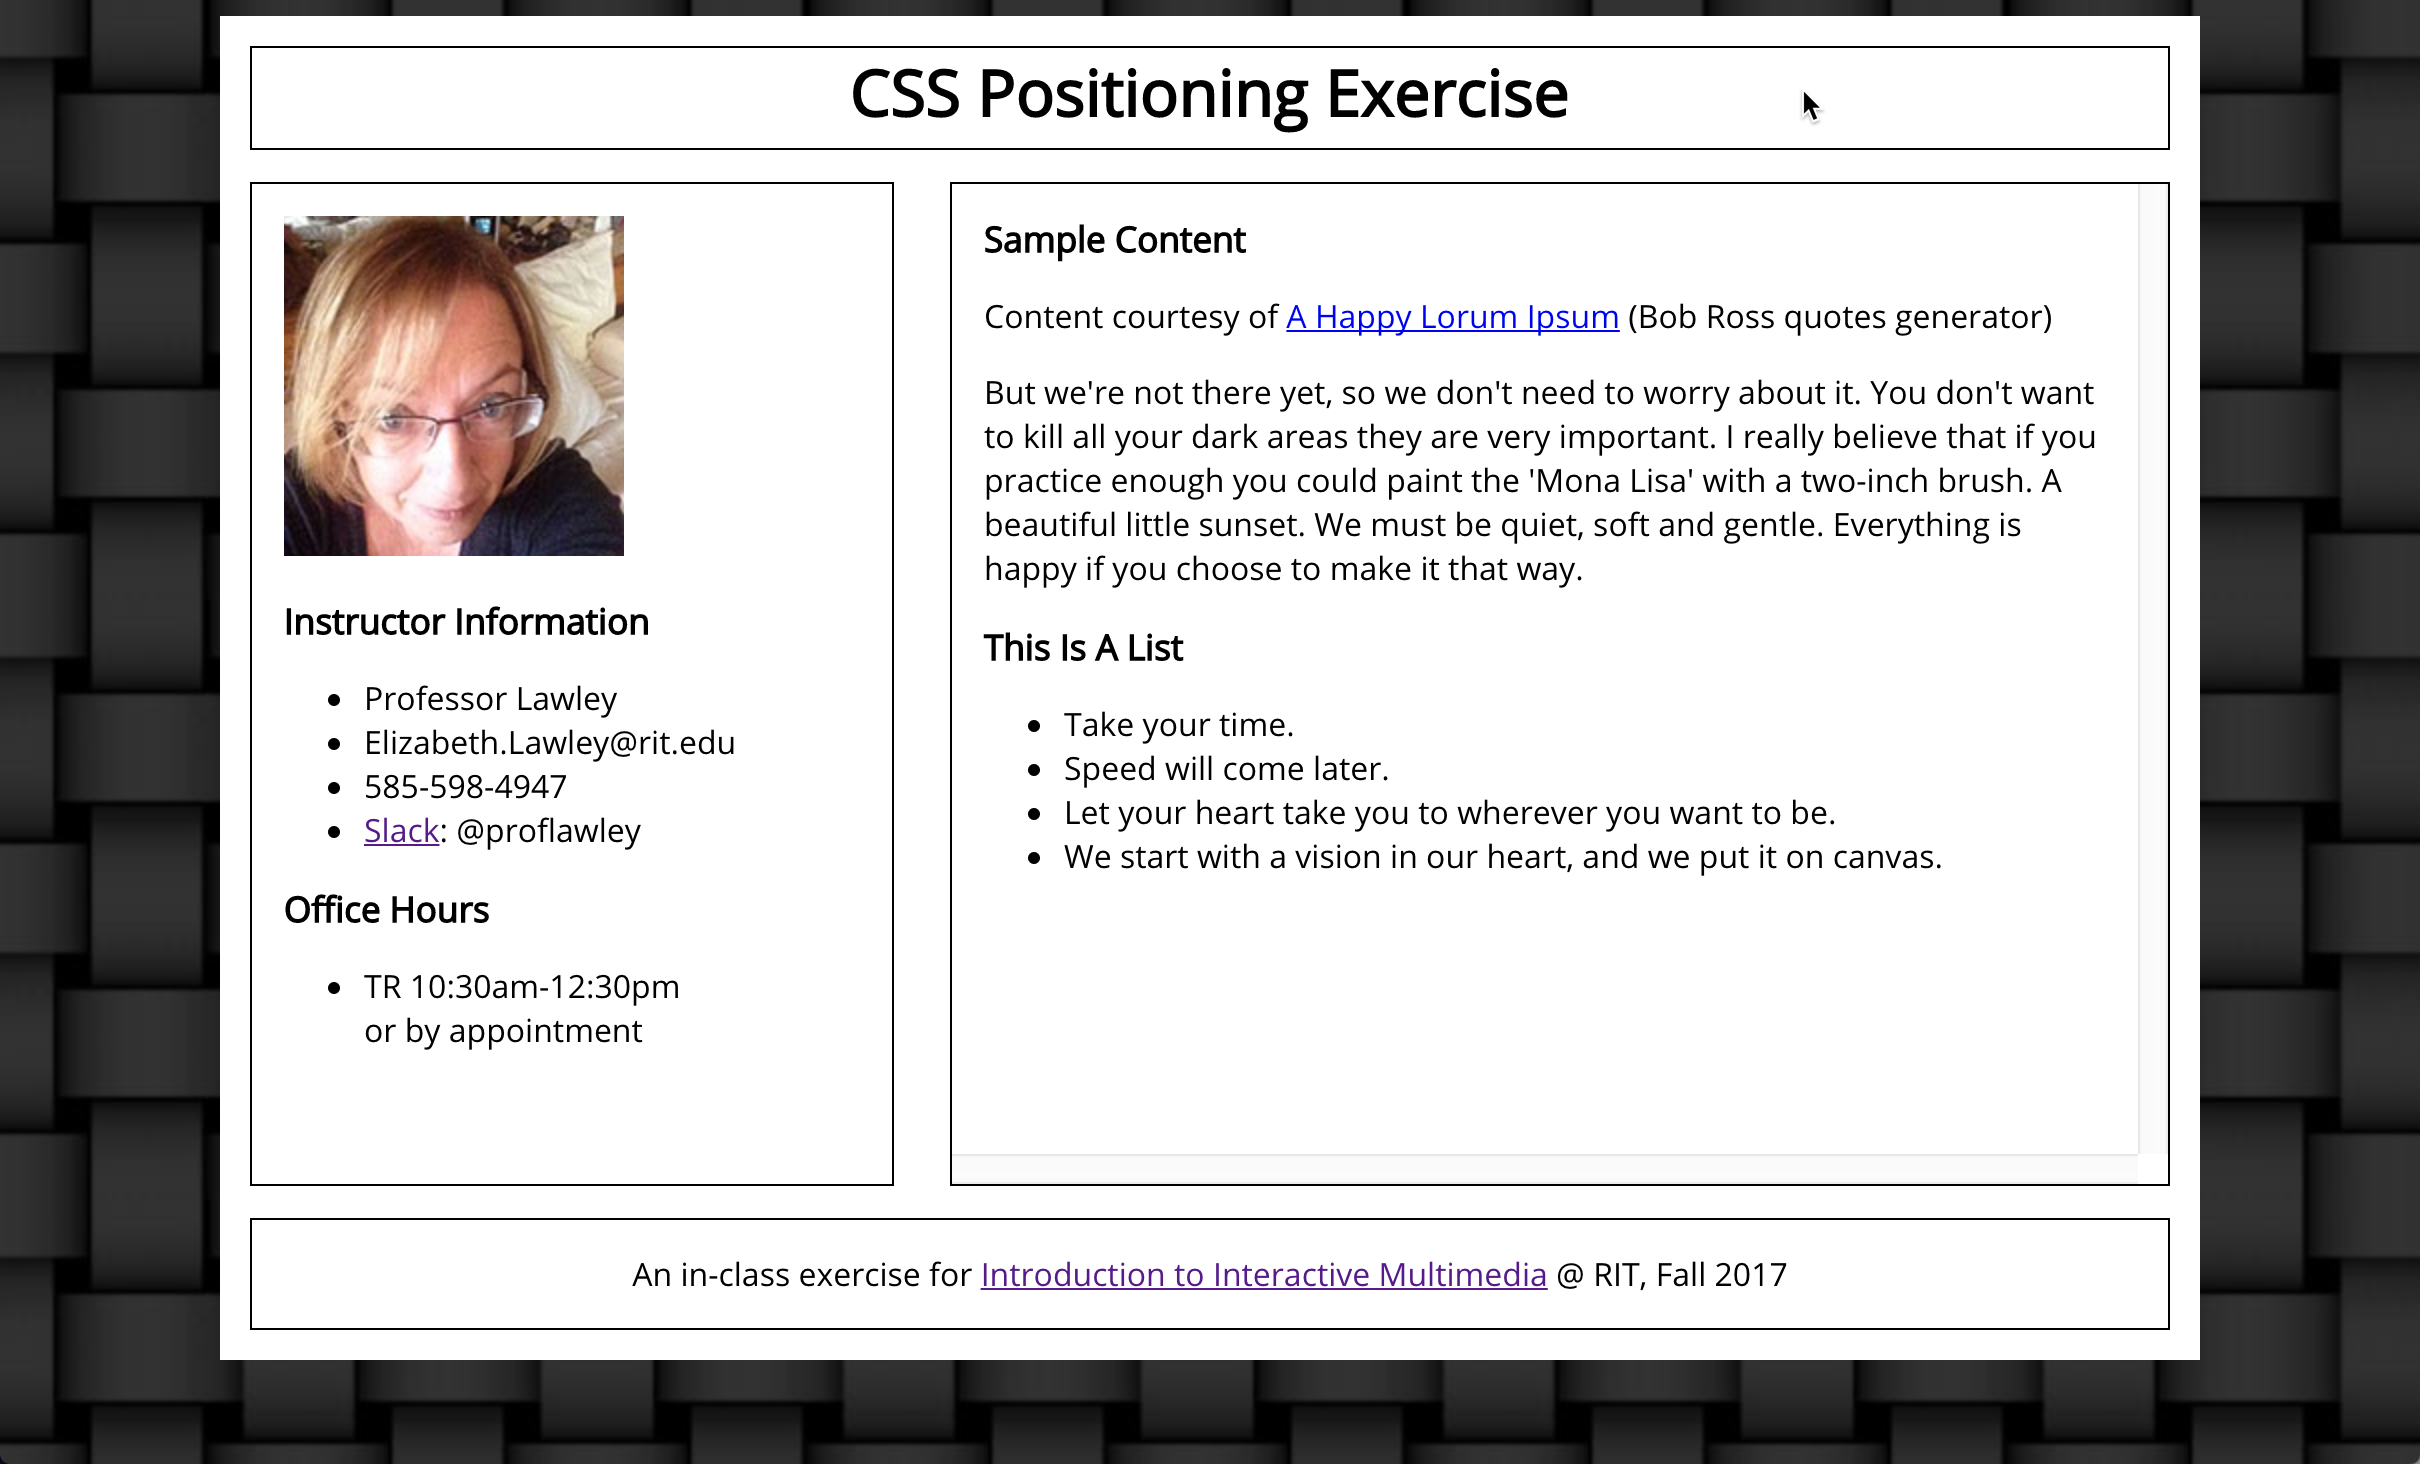 CSS Positioning Exercise
Instructor Information
Professor Lawley
Elizabeth.Lawley@rit.edu
585-598-4947
Slack: @proflawley
Office Hours
TR 10:30am-12:30pm
or by appointment
Sample Content
Content courtesy of A Happy Lorum Ipsum (Bob Ross quotes generator)
But we're not there yet, so we don't need to worry about it. You don't want
to kill all your dark areas they are very important. I really believe that if you
practice enough you could paint the 'Mona Lisa' with a two-inch brush. A
beautiful little sunset. We must be quiet, soft and gentle. Everything is
happy if you choose to make it that way.
This Is A List
Take your time.
Speed will come later.
Let your heart take you to wherever you want to be.
We start with a vision in our heart, and we put it on canvas.
An in-class exercise for Introduction to Interactive Multimedia @ RIT, Fall 2017